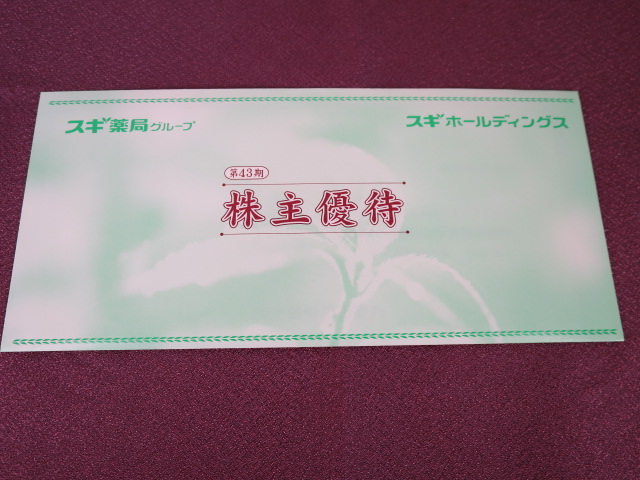 スギ薬局グループ
スギホールディングス
第43期
株主優待